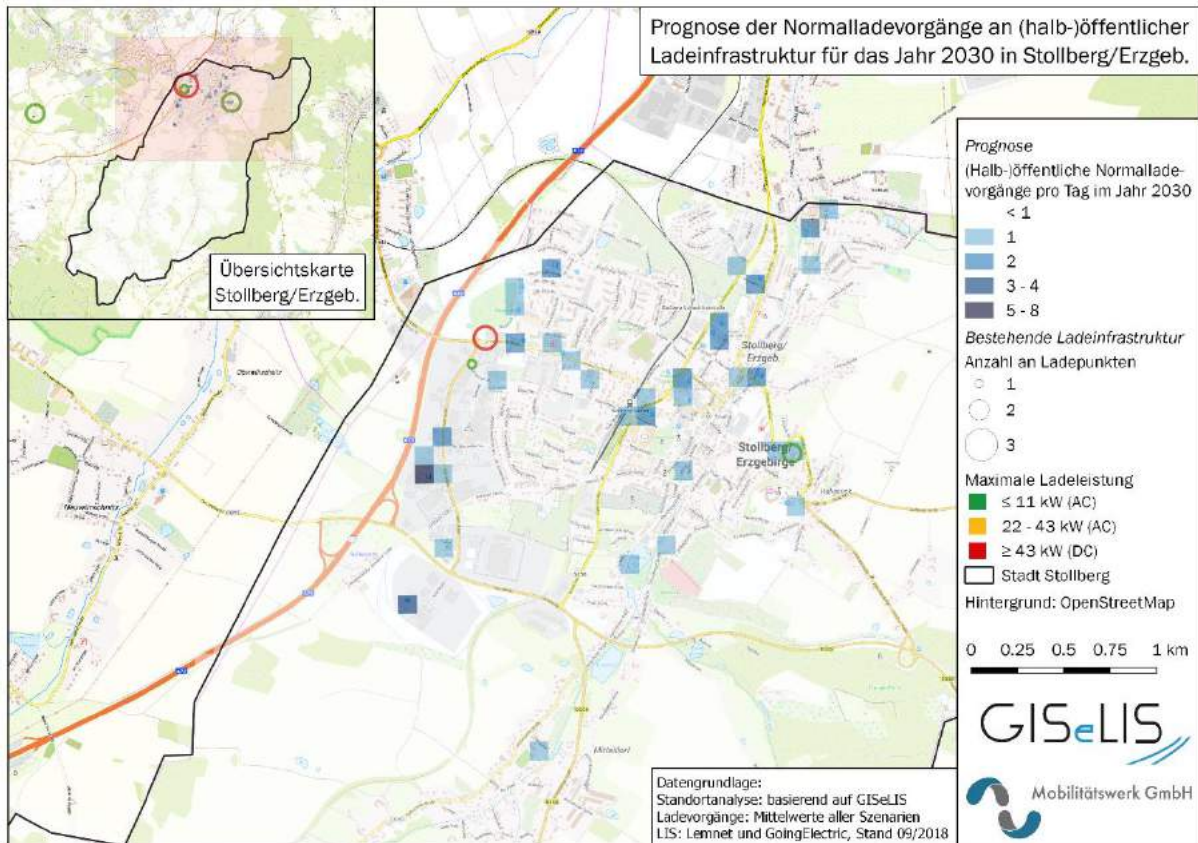 Prognose der Normalladevorgänge an (halb-)öffentlicher
Ladeinfrastruktur für das Jahr 2030 in Stollberg/Erzgeb.
Übersichtskarte
Stollberg/Erzgeb.
Prognose
(Halb-)öffentliche Normallade-
vorgänge pro Tag im Jahr 2030
< 1
1
2
3 - 4
5 - 8
Bestehende Ladeinfrastruktur
Anzahl an Ladepunkten
1
2
3
Maximale Ladeleistung
≤ 11 kW (AC)
22 - 43 kW (AC)
≥ 43 kW (DC)
Stadt Stollberg
Hintergrund: OpenStreetMap
0 0.25 0.5 0.75 1 km
GISeLIS
Mobilitätswerk GmbH
Stollberg/
Erzgeb.
Stollberg/
Erzgebirge
Mitteldorf
Datengrundlage:
Standortanalyse: basierend auf GISeLIS
Ladevorgänge: Mittelwerte aller Szenarien
LIS: Lemnet und GoingElectric, Stand 09/2018